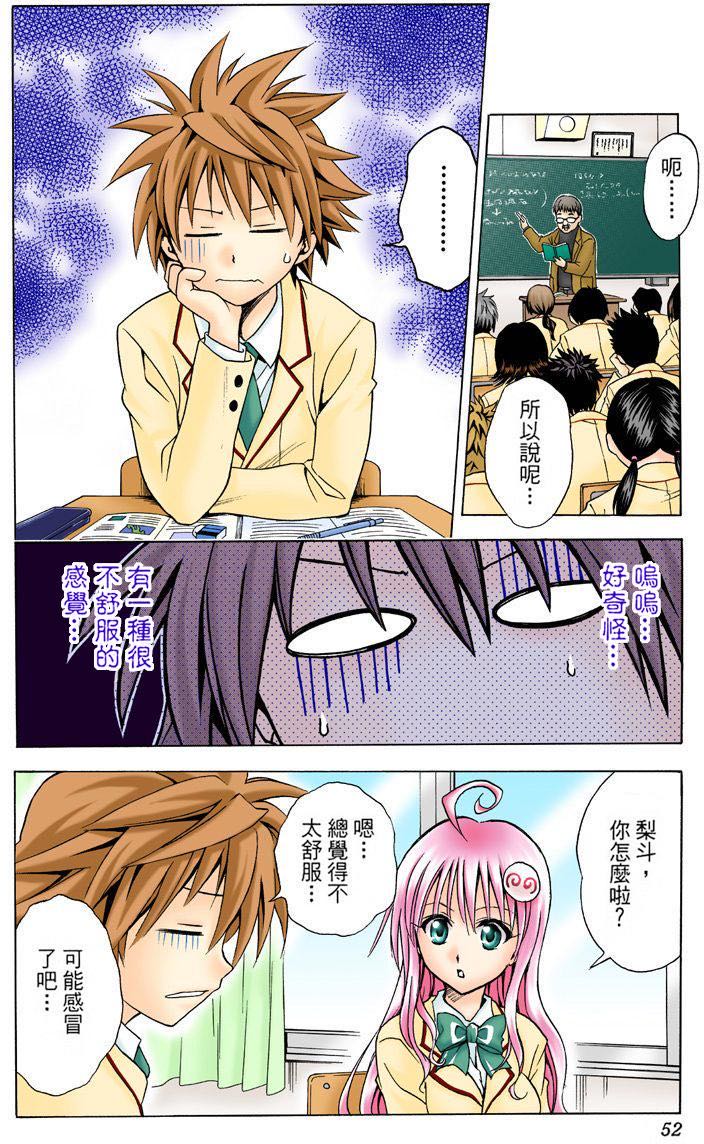 呃……
所以說呢…
…………
嗚嗚…
好奇怪…
有一種很
不舒服的
感覺…
梨斗，
你怎麼啦?
嗯…
總覺得不
太舒服…
可能感冒
了吧…
52